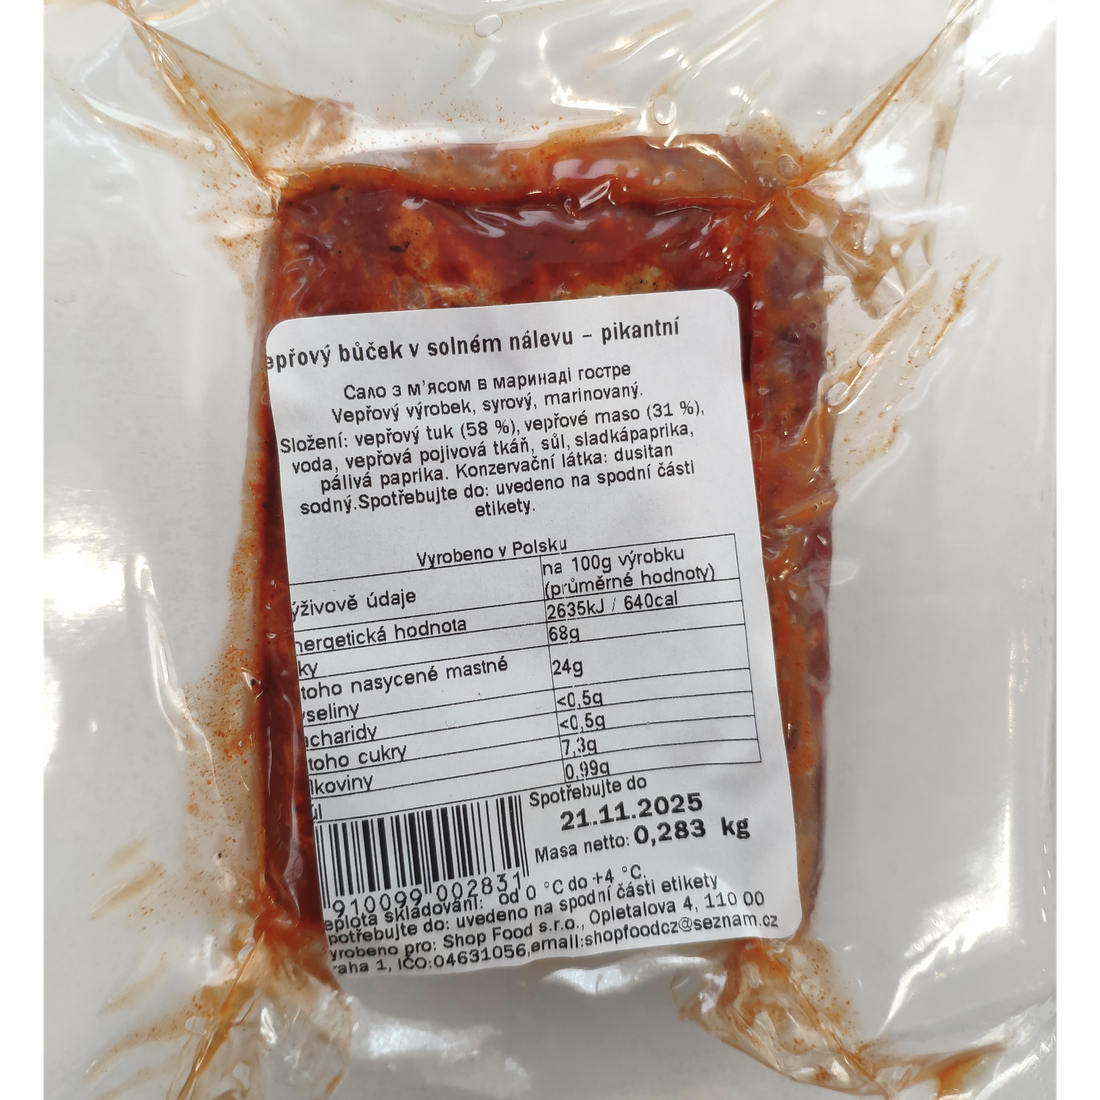 epřový bůček v solném nálevu – pikantní
Сало з м'ясом в маринаді гостре
Vepřový výrobek, syrový, marinovaný.
Složení: vepřový tuk (58 %), vepřové maso (31 %),
voda, vepřová pojivová tkáň, sůl, sladkápaprika,
pálivá paprika. Konzervační látka: dusitan
sodný.Spotřebujte do: uvedeno na spodní části
etikety.
Vyrobeno v Polsku
ýživově údaje na 100g výrobku
(průměrné hodnoty)
nergetická hodnota 2635kJ / 640cal
ky 68g
toho nasycené mastné
yseliny 24g
acharidy <0,5g
toho cukry <0,5g
lkoviny 7,3g
ůl 0,99g
Spotřebujte do
21.11.2025
Masa netto: 0,283 kg
910099 002831
eplota skladování: od 0 °C do +4 °C.
potřebujte do: uvedeno na spodní části etikety
yrobeno pro: Shop Food s.r.o., Opletalova 4, 110 00
raha 1, IČO:04631056,email:shopfoodcz@seznam.cz